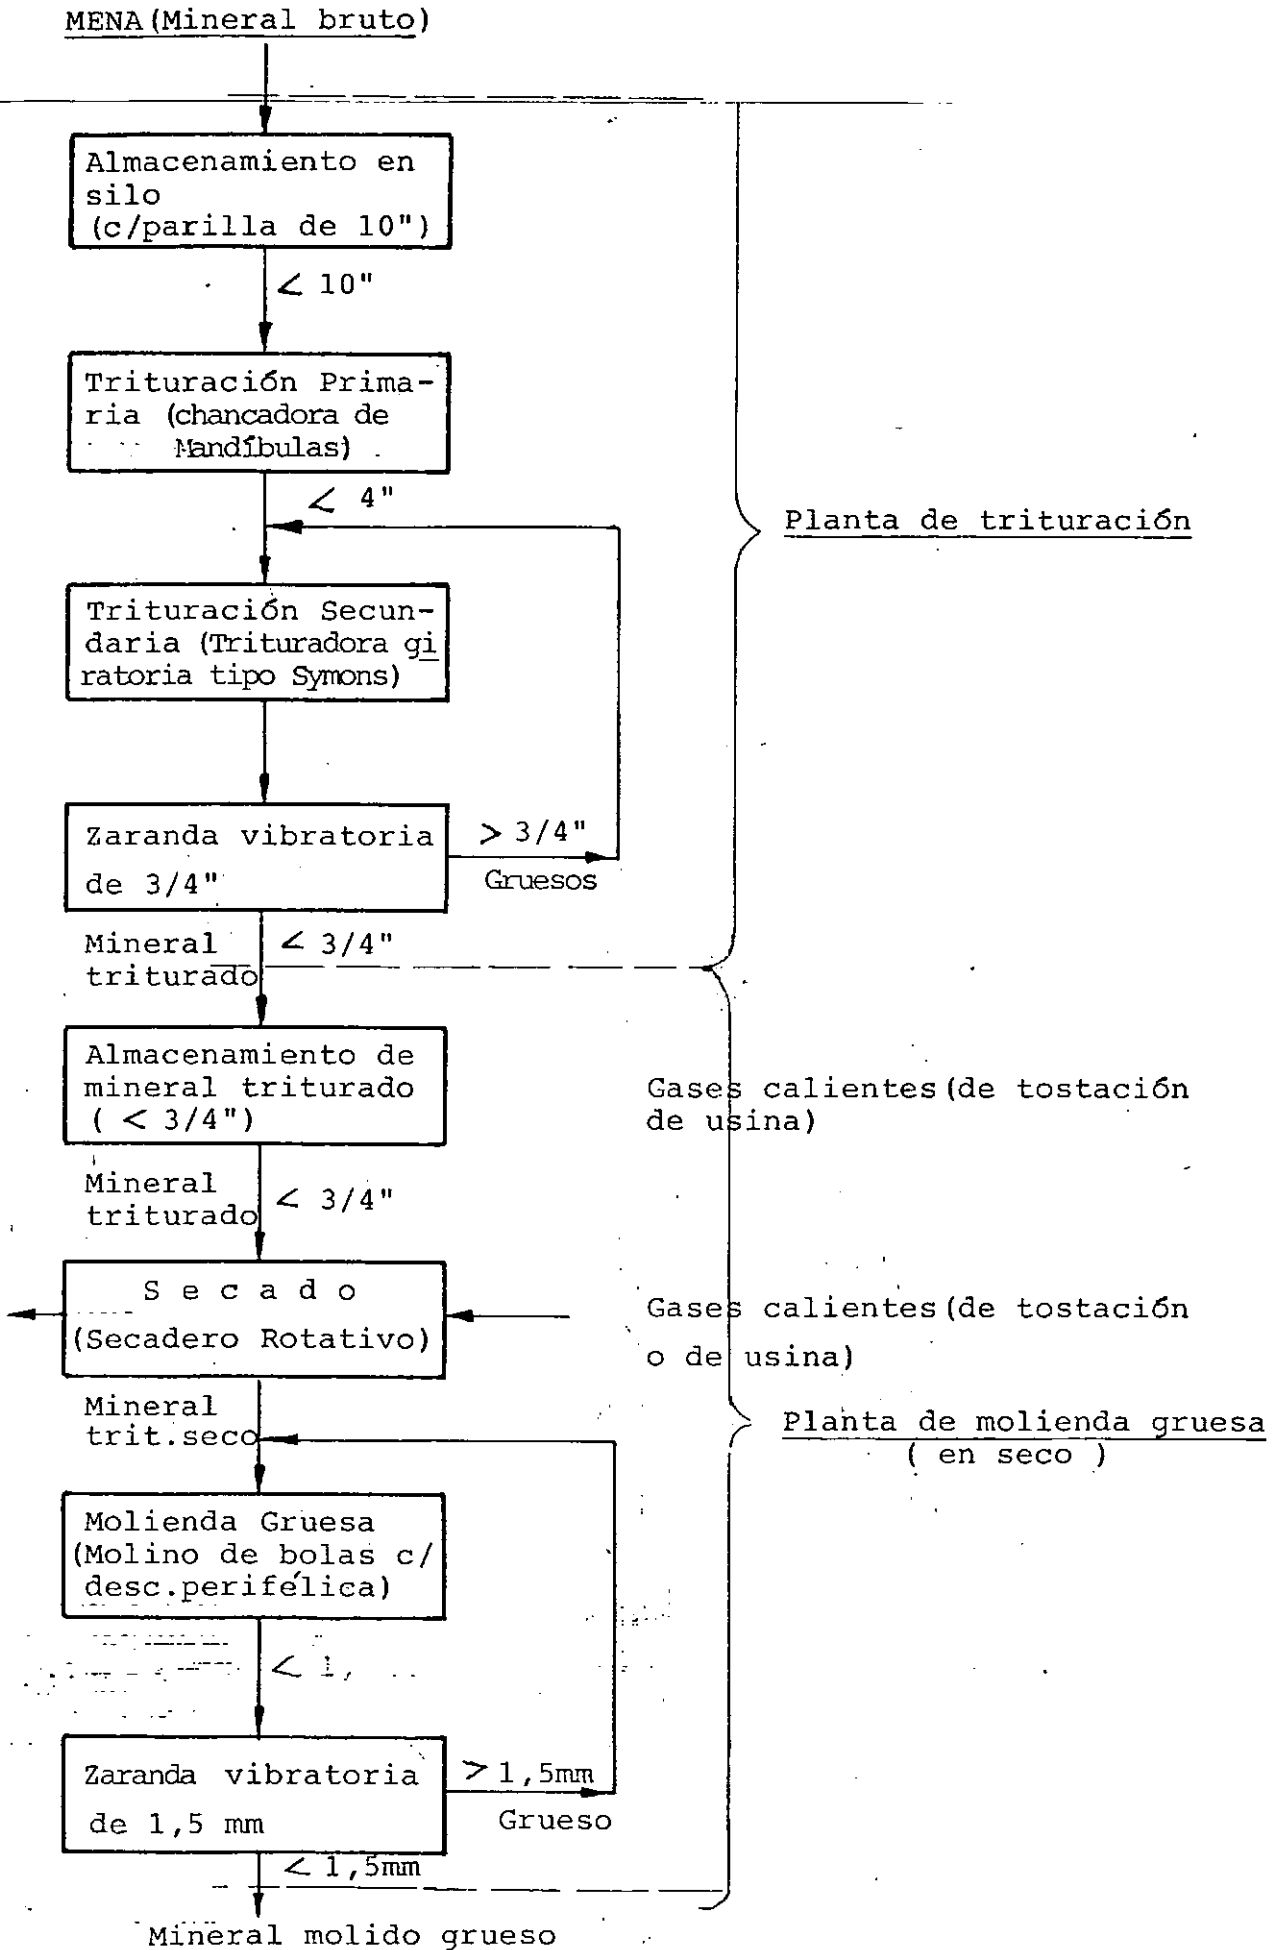 MENA(Mineral bruto)
Almacenamiento en
silo
(c/parilla de 10")
< 10"
Trituración Prima-
ria (chancadora de
Mandíbulas)
< 4"
Planta de trituración
Trituración Secun-
daria (Trituradora gi
ratoria tipo Symons)
Zaranda vibratoria
de 3/4"
> 3/4"
Gruesos
Mineral
triturado
< 3/4"
Almacenamiento de
mineral triturado
( < 3/4")
Gases calientes(de tostación
de usina)
Mineral
triturado
< 3/4"
S e c a d o
(Secadero Rotativo)
Gases calientes(de tostación
o de usina)
Mineral
trit.seco
Planta de molienda gruesa
( en seco )
Molienda Gruesa
(Molino de bolas c/
desc.perifélica)
< 1,
Zaranda vibratoria
de 1,5 mm
> 1,5mm
Grueso
< 1,5mm
Mineral molido grueso